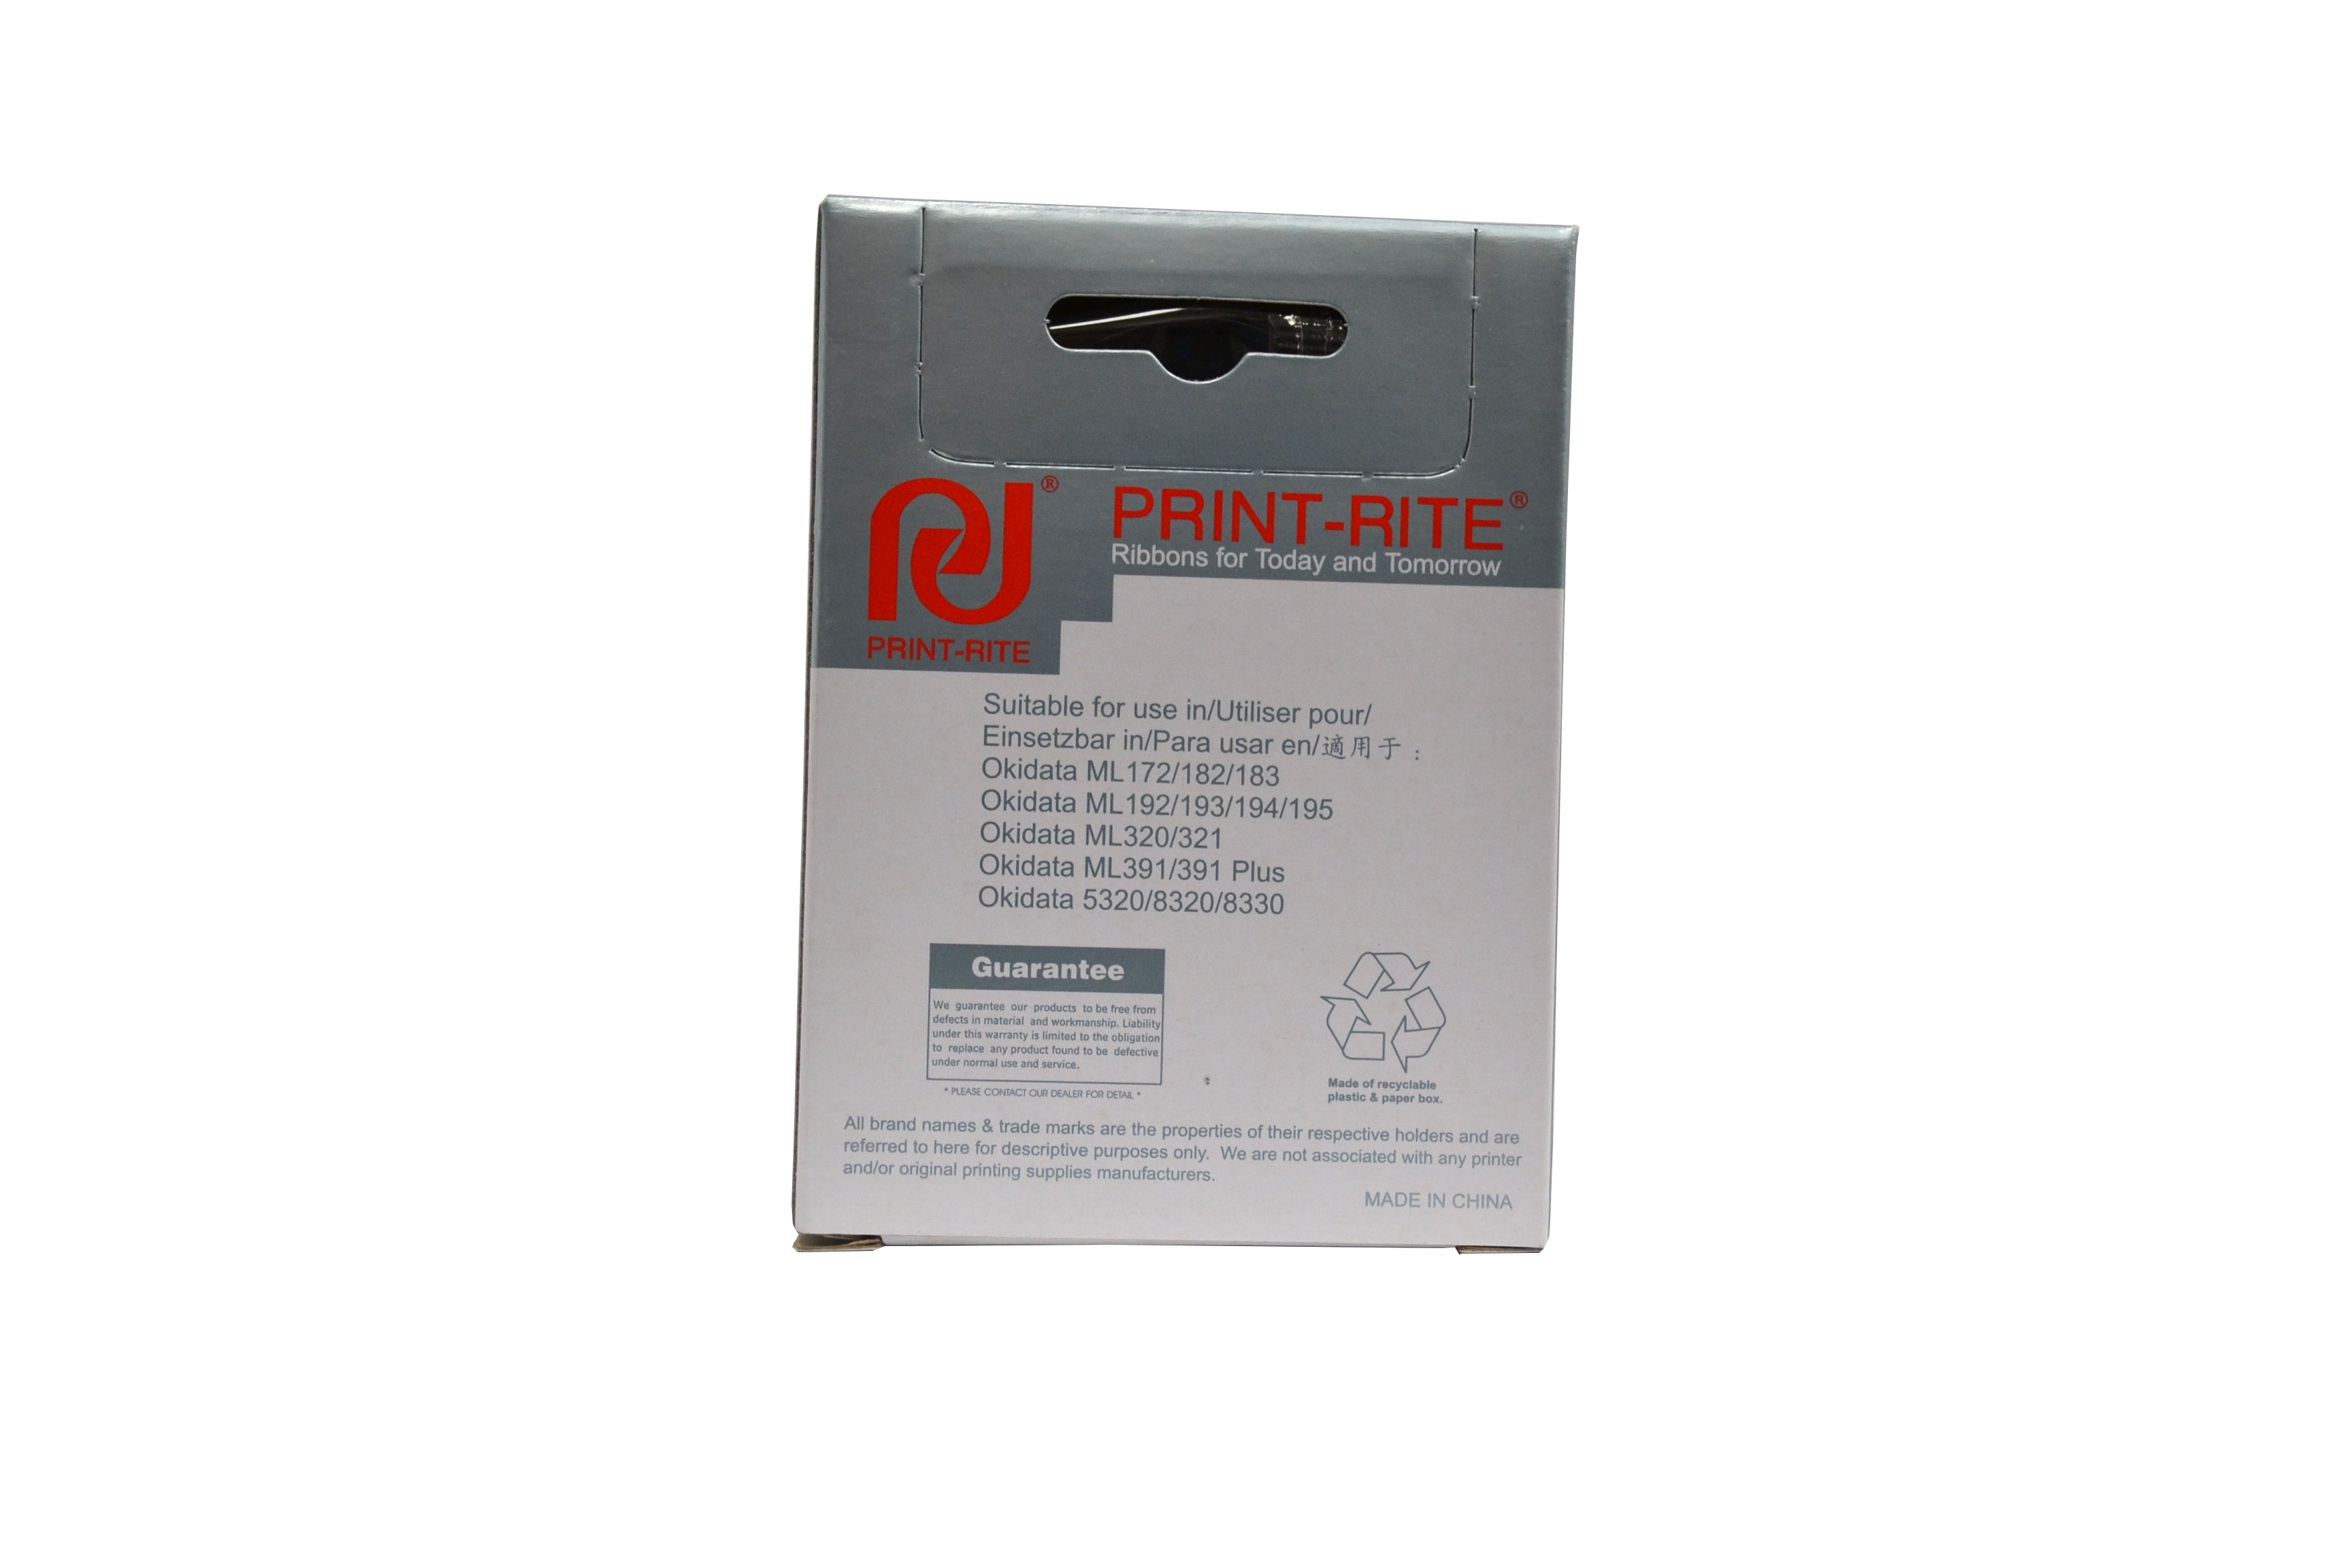 ®
PRINT-RITE®
Ribbons for Today and Tomorrow
PRINT-RITE
Suitable for use in/Utiliser pour/
Einsetzbar in/Para usar en/適用于：
Okidata ML172/182/183
Okidata ML192/193/194/195
Okidata ML320/321
Okidata ML391/391 Plus
Okidata 5320/8320/8330
Guarantee
We guarantee our products to be free from
defects in material and workmanship. Liability
under this warranty is limited to the obligation
to replace any product found to be defective
under normal use and service.
* PLEASE CONTACT OUR DEALER FOR DETAIL *
Made of recyclable
plastic & paper box.
All brand names & trade marks are the properties of their respective holders and are
referred to here for descriptive purposes only. We are not associated with any printer
and/or original printing supplies manufacturers.
MADE IN CHINA